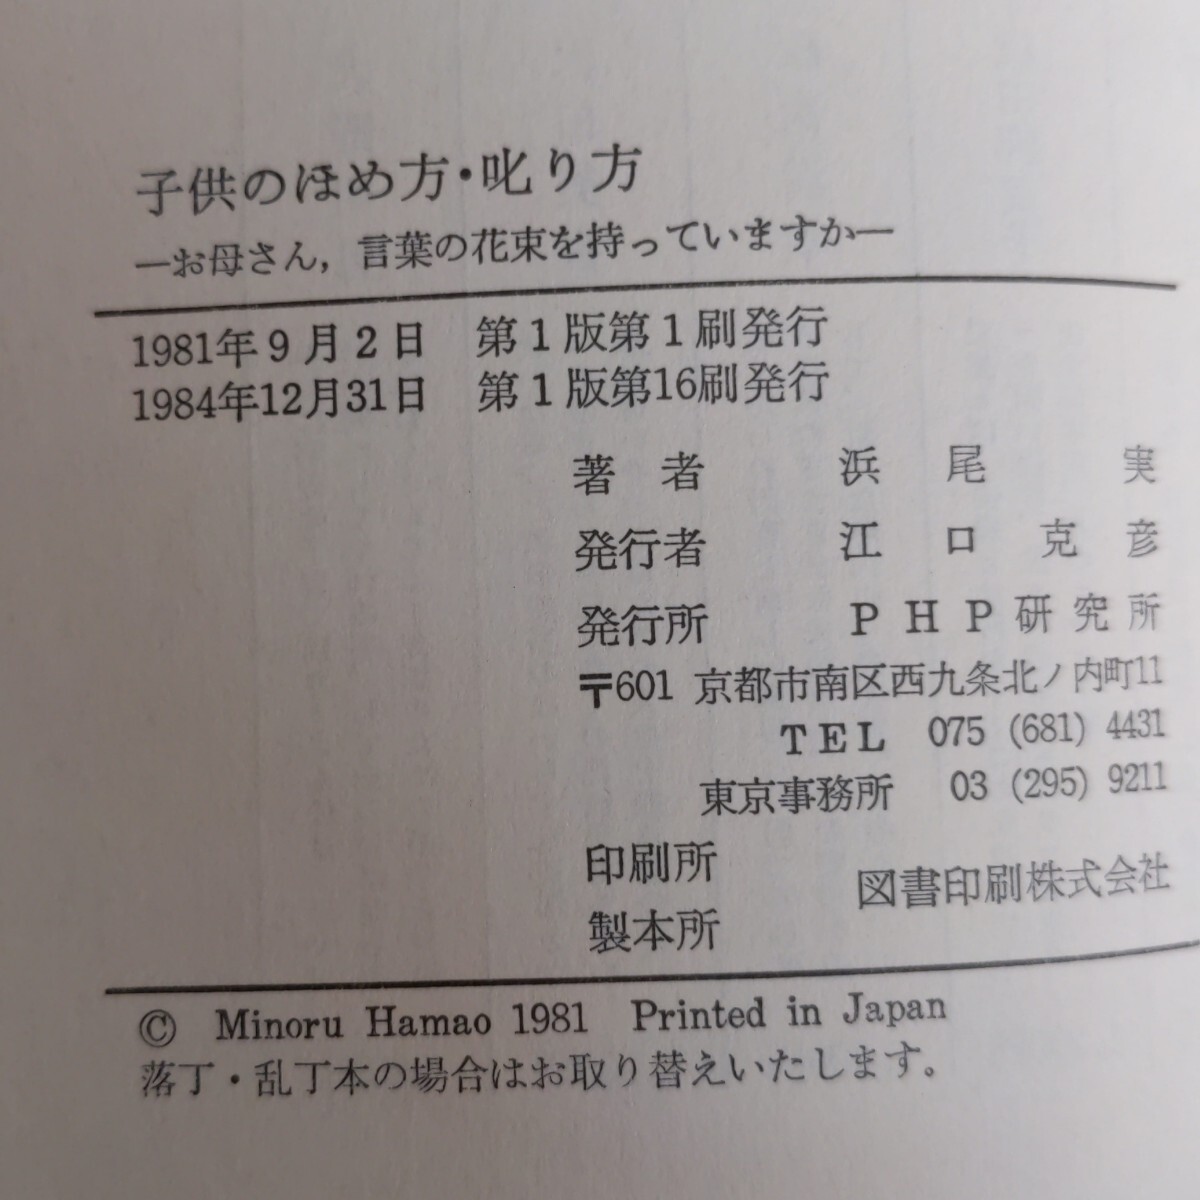 子供のほめ方・叱り方
―お母さん，言葉の花束を持っていますか―
1981年9月2日　第1版第1刷発行
1984年12月31日　第1版第16刷発行
著者　浜尾実
発行者　江口克彦
発行所　PHP研究所
〒601 京都市南区西九条北ノ内町11
TEL 075 (681) 4431
東京事務所 03 (295) 9211
印刷所
製本所　図書印刷株式会社
© Minoru Hamao 1981 Printed in Japan
落丁・乱丁本の場合はお取り替えいたします。